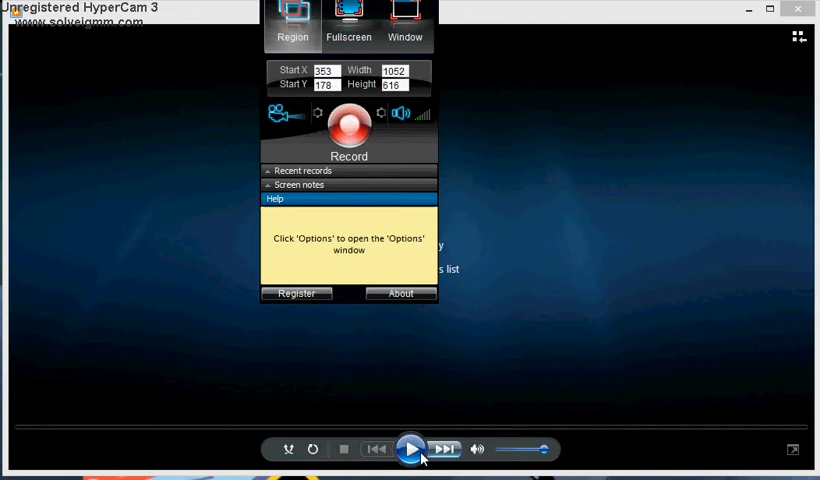 Unregistered HyperCam 3
www.solveigmm.com
Region Fullscreen Window
Start X 353 Width 1052
Start Y 178 Height 616
Record
Recent records
Screen notes
Help
Click 'Options' to open the 'Options'
window
y
s list
Register About